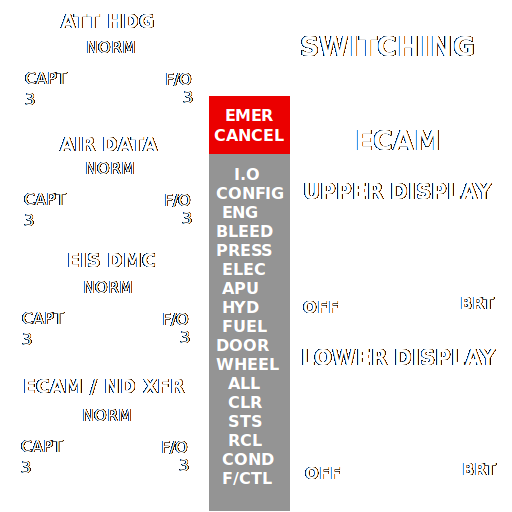 ATT HDG
NORM
CAPT F/O
3 3
AIR DATA
NORM
CAPT F/O
3 3
EIS DMC
NORM
CAPT F/O
3 3
ECAM / ND XFR
NORM
CAPT F/O
3 3
EMER
CANCEL
I.O
CONFIG
ENG
BLEED
PRESS
ELEC
APU
HYD
FUEL
DOOR
WHEEL
ALL
CLR
STS
RCL
COND
F/CTL
SWITCHING
ECAM
UPPER DISPLAY
OFF BRT
LOWER DISPLAY
OFF BRT